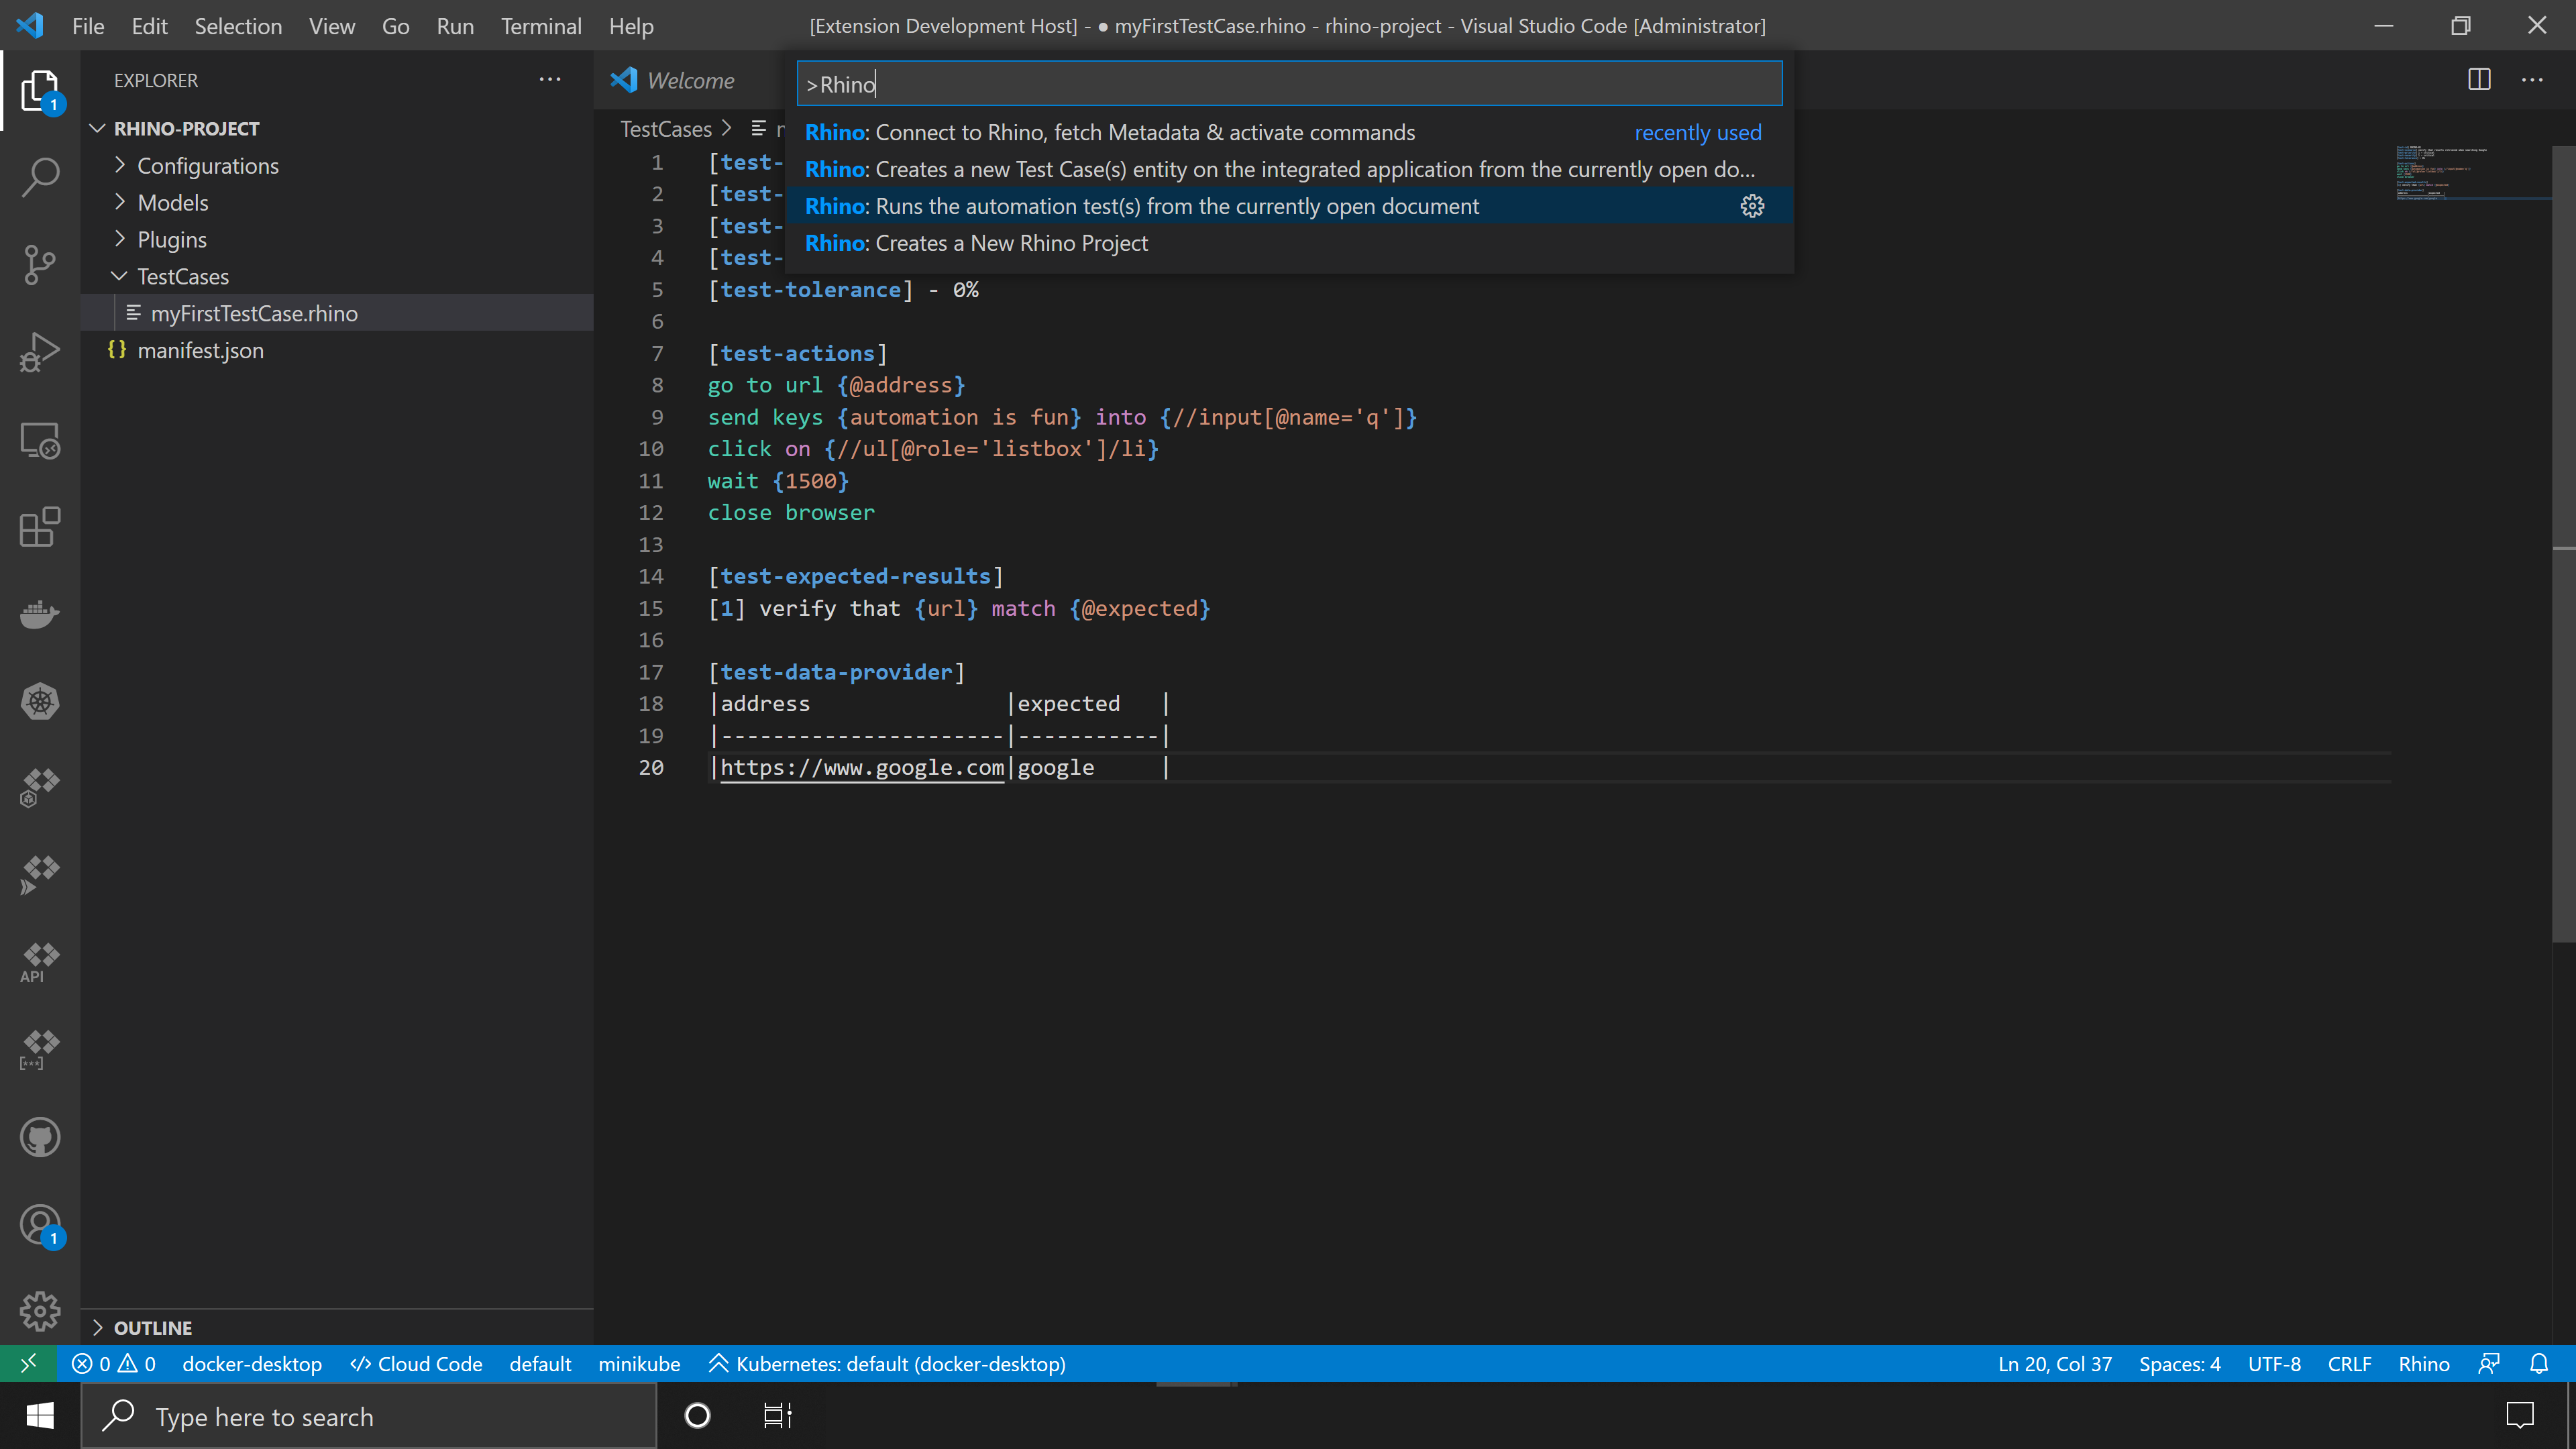 File Edit Selection View Go Run Terminal Help
[Extension Development Host] - ● myFirstTestCase.rhino - rhino-project - Visual Studio Code [Administrator]
EXPLORER
Welcome
>Rhino
Rhino: Connect to Rhino, fetch Metadata & activate commands recently used
Rhino: Creates a new Test Case(s) entity on the integrated application from the currently open do...
Rhino: Runs the automation test(s) from the currently open document
Rhino: Creates a New Rhino Project
1
RHINO-PROJECT
Configurations
Models
Plugins
TestCases
myFirstTestCase.rhino
{} manifest.json
TestCases >
1 [test-
2 [test-
3 [test-
4 [test-
5 [test-tolerance] - 0%
6
7 [test-actions]
8 go to url {@address}
9 send keys {automation is fun} into {//input[@name='q']}
10 click on {//ul[@role='listbox']/li}
11 wait {1500}
12 close browser
13
14 [test-expected-results]
15 [1] verify that {url} match {@expected}
16
17 [test-data-provider]
18 |address |expected |
19 |----------------------|-----------|
20 |https://www.google.com|google |
API
[***]
1
OUTLINE
0 0 docker-desktop </> Cloud Code default minikube Kubernetes: default (docker-desktop)
Ln 20, Col 37 Spaces: 4 UTF-8 CRLF Rhino
Type here to search